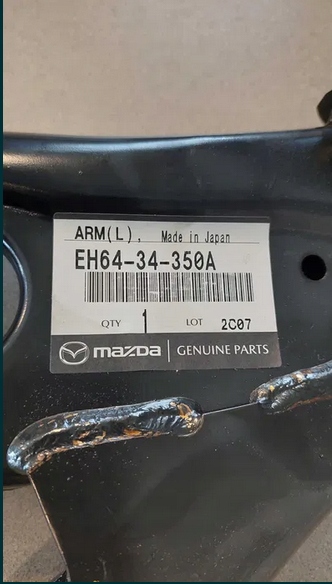 ARM(L), Made in Japan
EH64-34-350A
QTY 1 LOT 2C07
mazda GENUINE PARTS